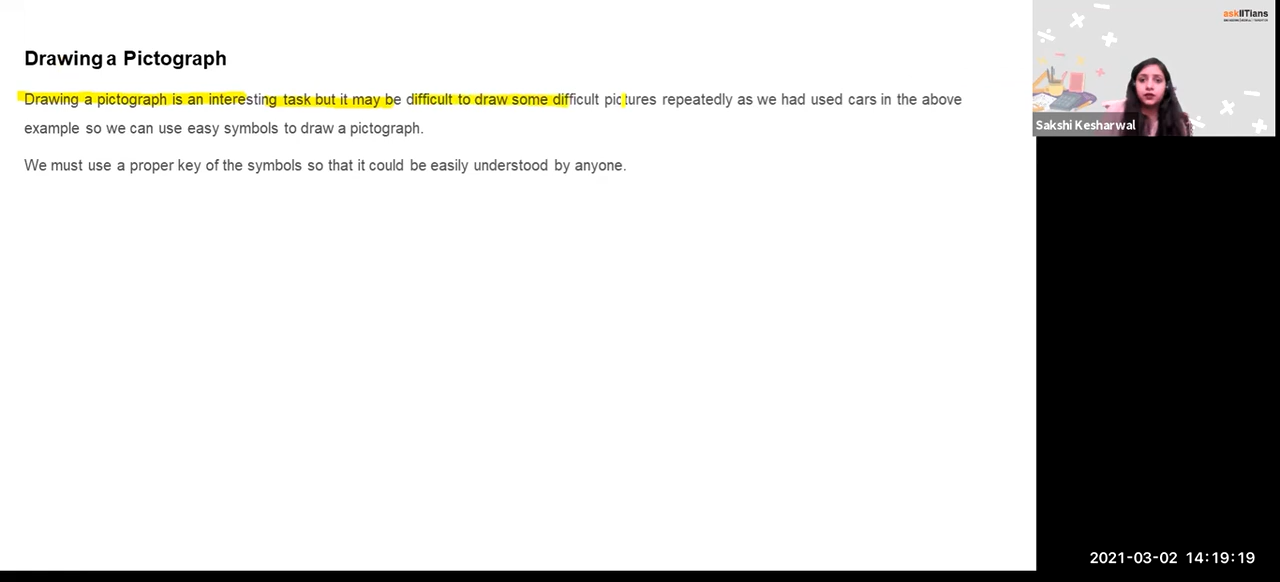 Drawing a Pictograph
Drawing a pictograph is an interesting task but it may be difficult to draw some difficult pictures repeatedly as we had used cars in the above
example so we can use easy symbols to draw a pictograph.
We must use a proper key of the symbols so that it could be easily understood by anyone.
askIITians
Sakshi Kesharwal
2021-03-02 14:19:19